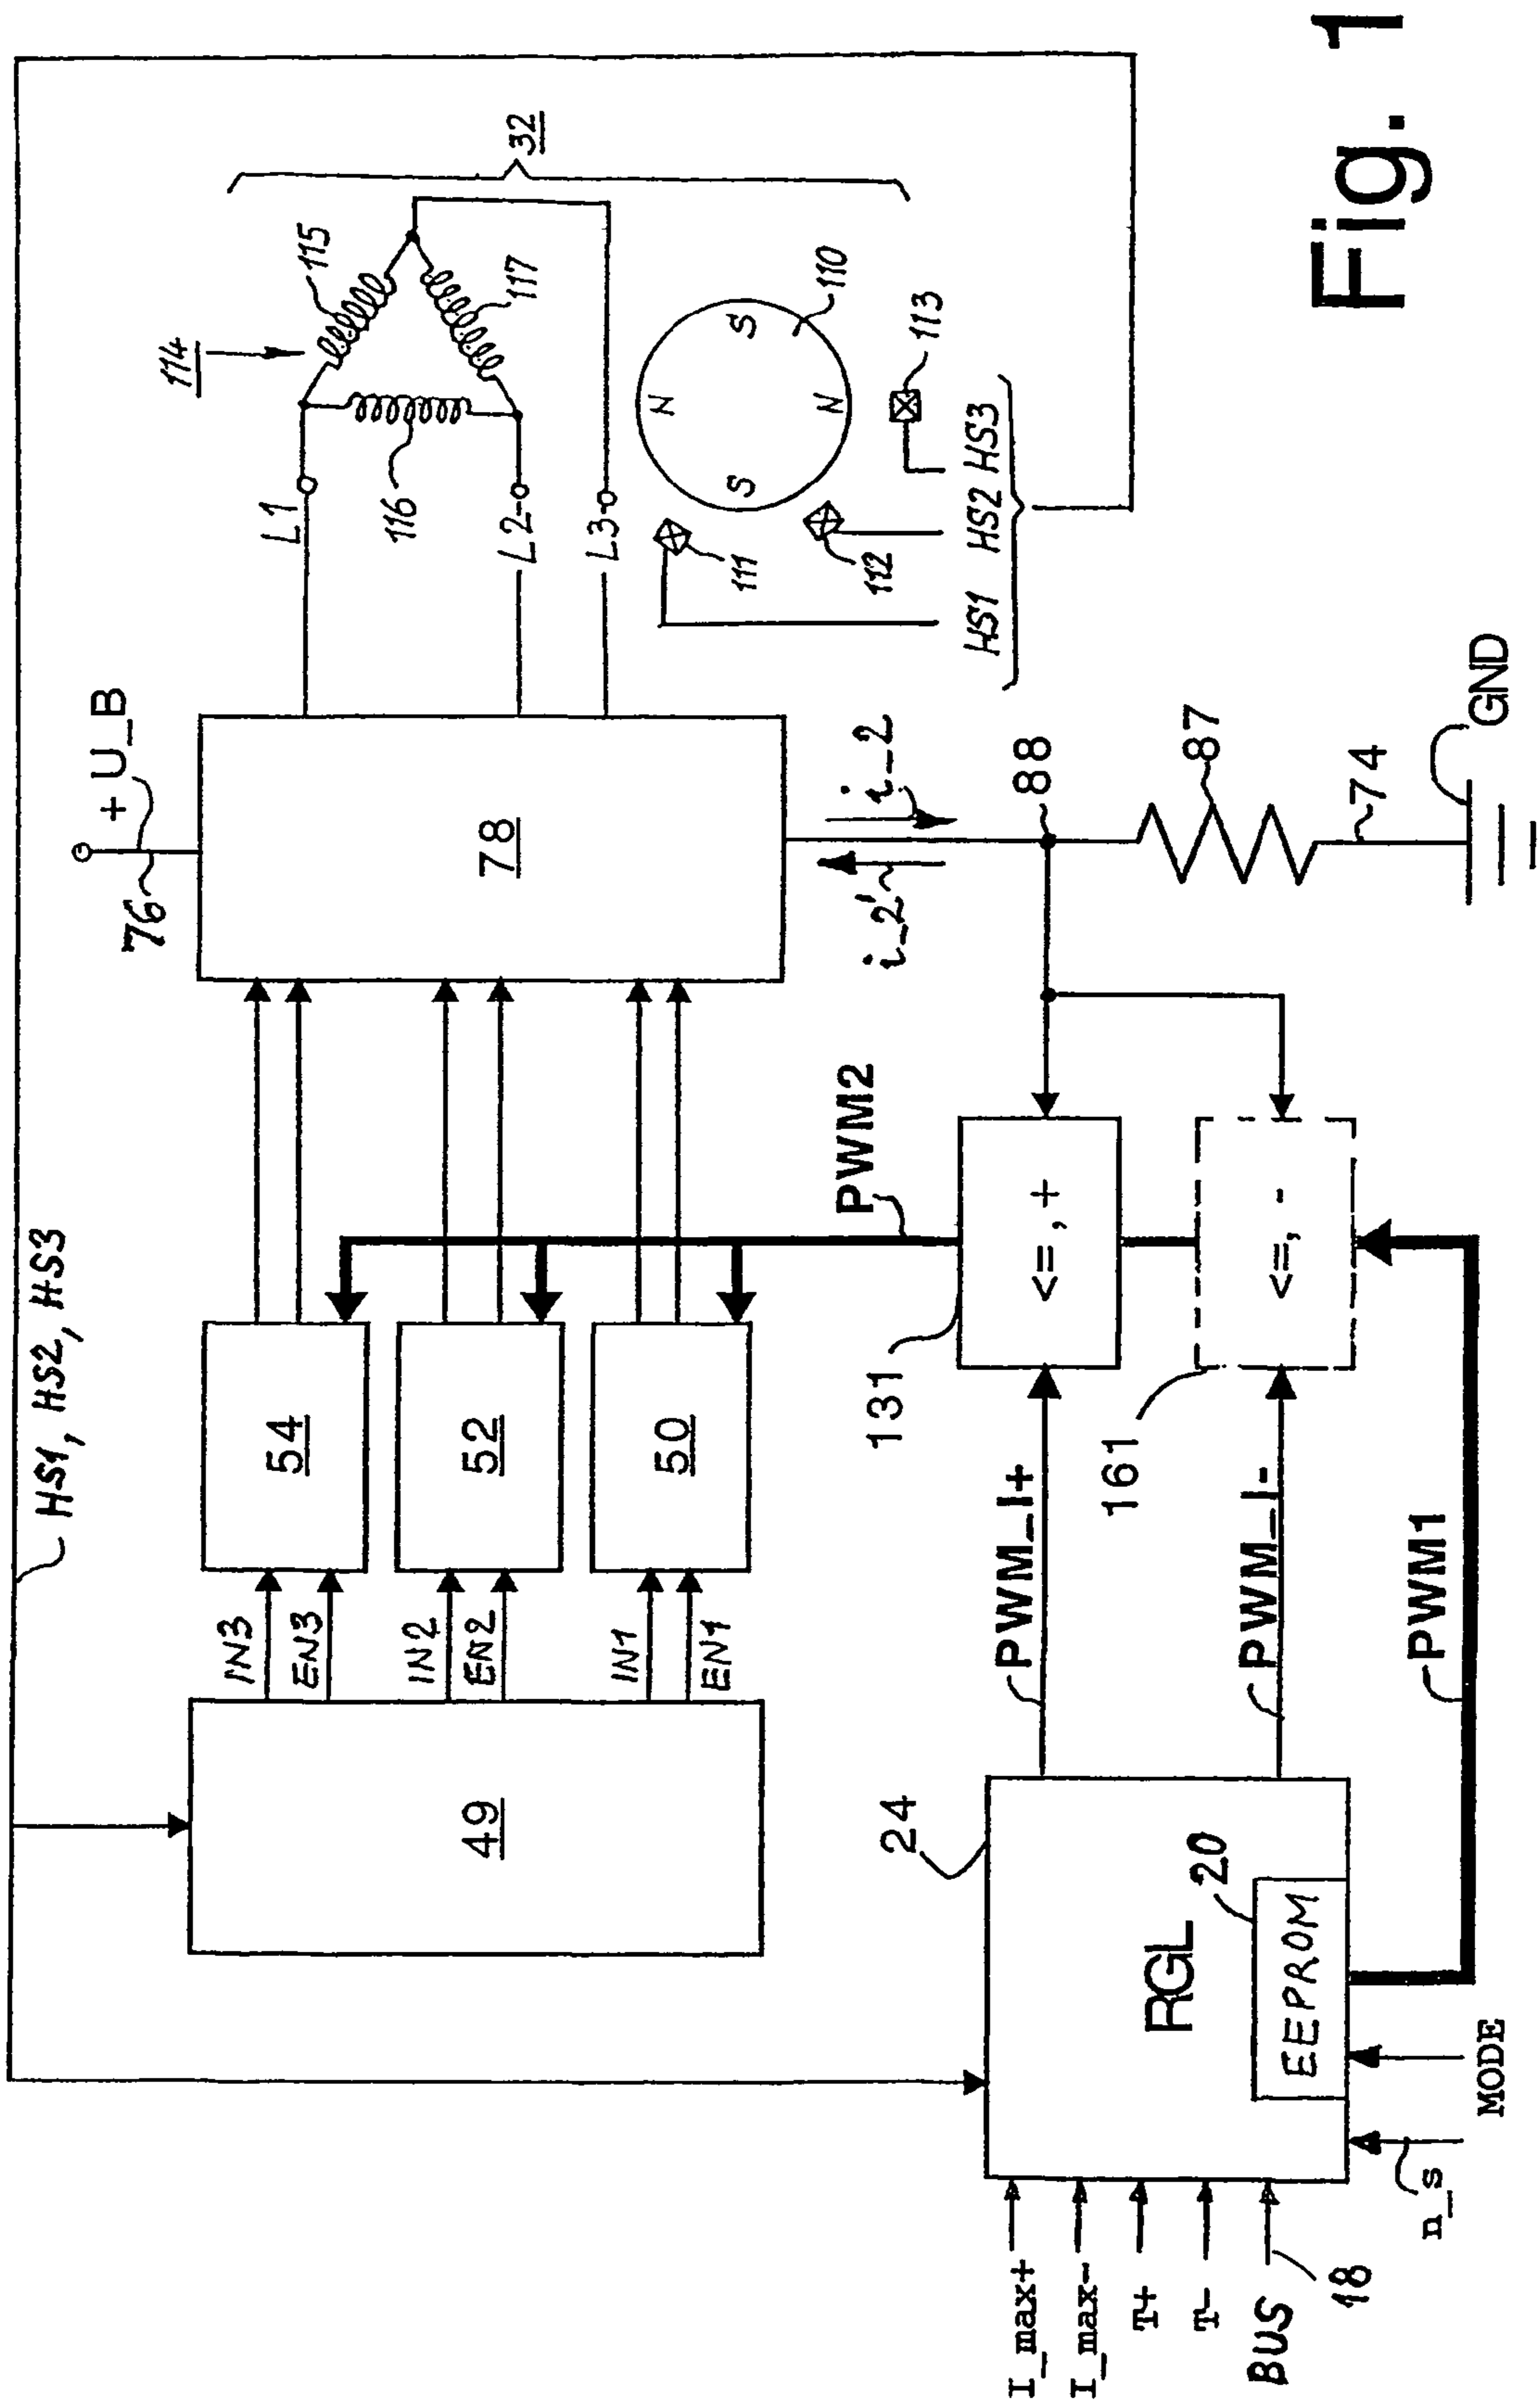 HS1, HS2, HS3
49
IN3
EN3
IN2
EN2
IN1
EN1
54
52
50
76
+ U_B
78
L1
L2
L3
114
115
116
117
32
110
111
112
113
HS1 HS2 HS3
i_2'
i_2
88
87
74
GND
PWM2
131
<=,+
161
<=, -
PWM_I+
PWM_I-
PWM1
24
RGL
20
EEPROM
I_max+
I_max-
T+
T-
BUS
18
n_s
MODE
Fig. 1